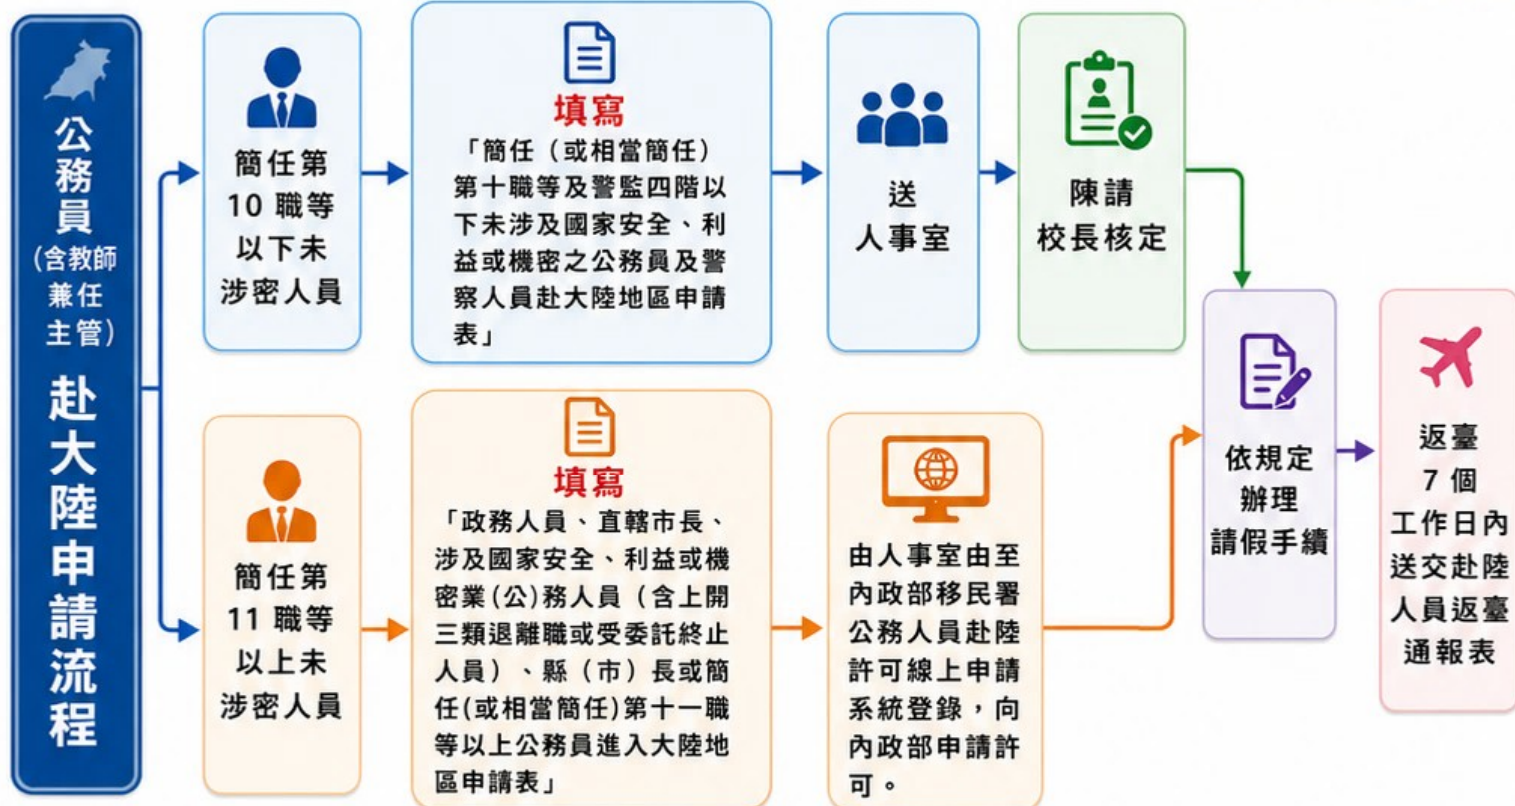 公務員
(含教師
兼任
主管)
赴大陸申請流程
簡任第
10 職等
以下未
涉密人員
填寫
「簡任（或相當簡任）
第十職等及警監四階以
下未涉及國家安全、利
益或機密之公務員及警
察人員赴大陸地區申請
表」
送
人事室
陳請
校長核定
簡任第
11 職等
以上未
涉密人員
填寫
「政務人員、直轄市長、
涉及國家安全、利益或機
密業(公)務人員（含上開
三類退離職或受委託終止
人員）、縣（市）長或簡
任(或相當簡任)第十一職
等以上公務員進入大陸地
區申請表」
由人事室由至
內政部移民署
公務人員赴陸
許可線上申請
系統登錄，向
內政部申請許
可。
依規定
辦理
請假手續
返臺
7 個
工作日內
送交赴陸
人員返臺
通報表